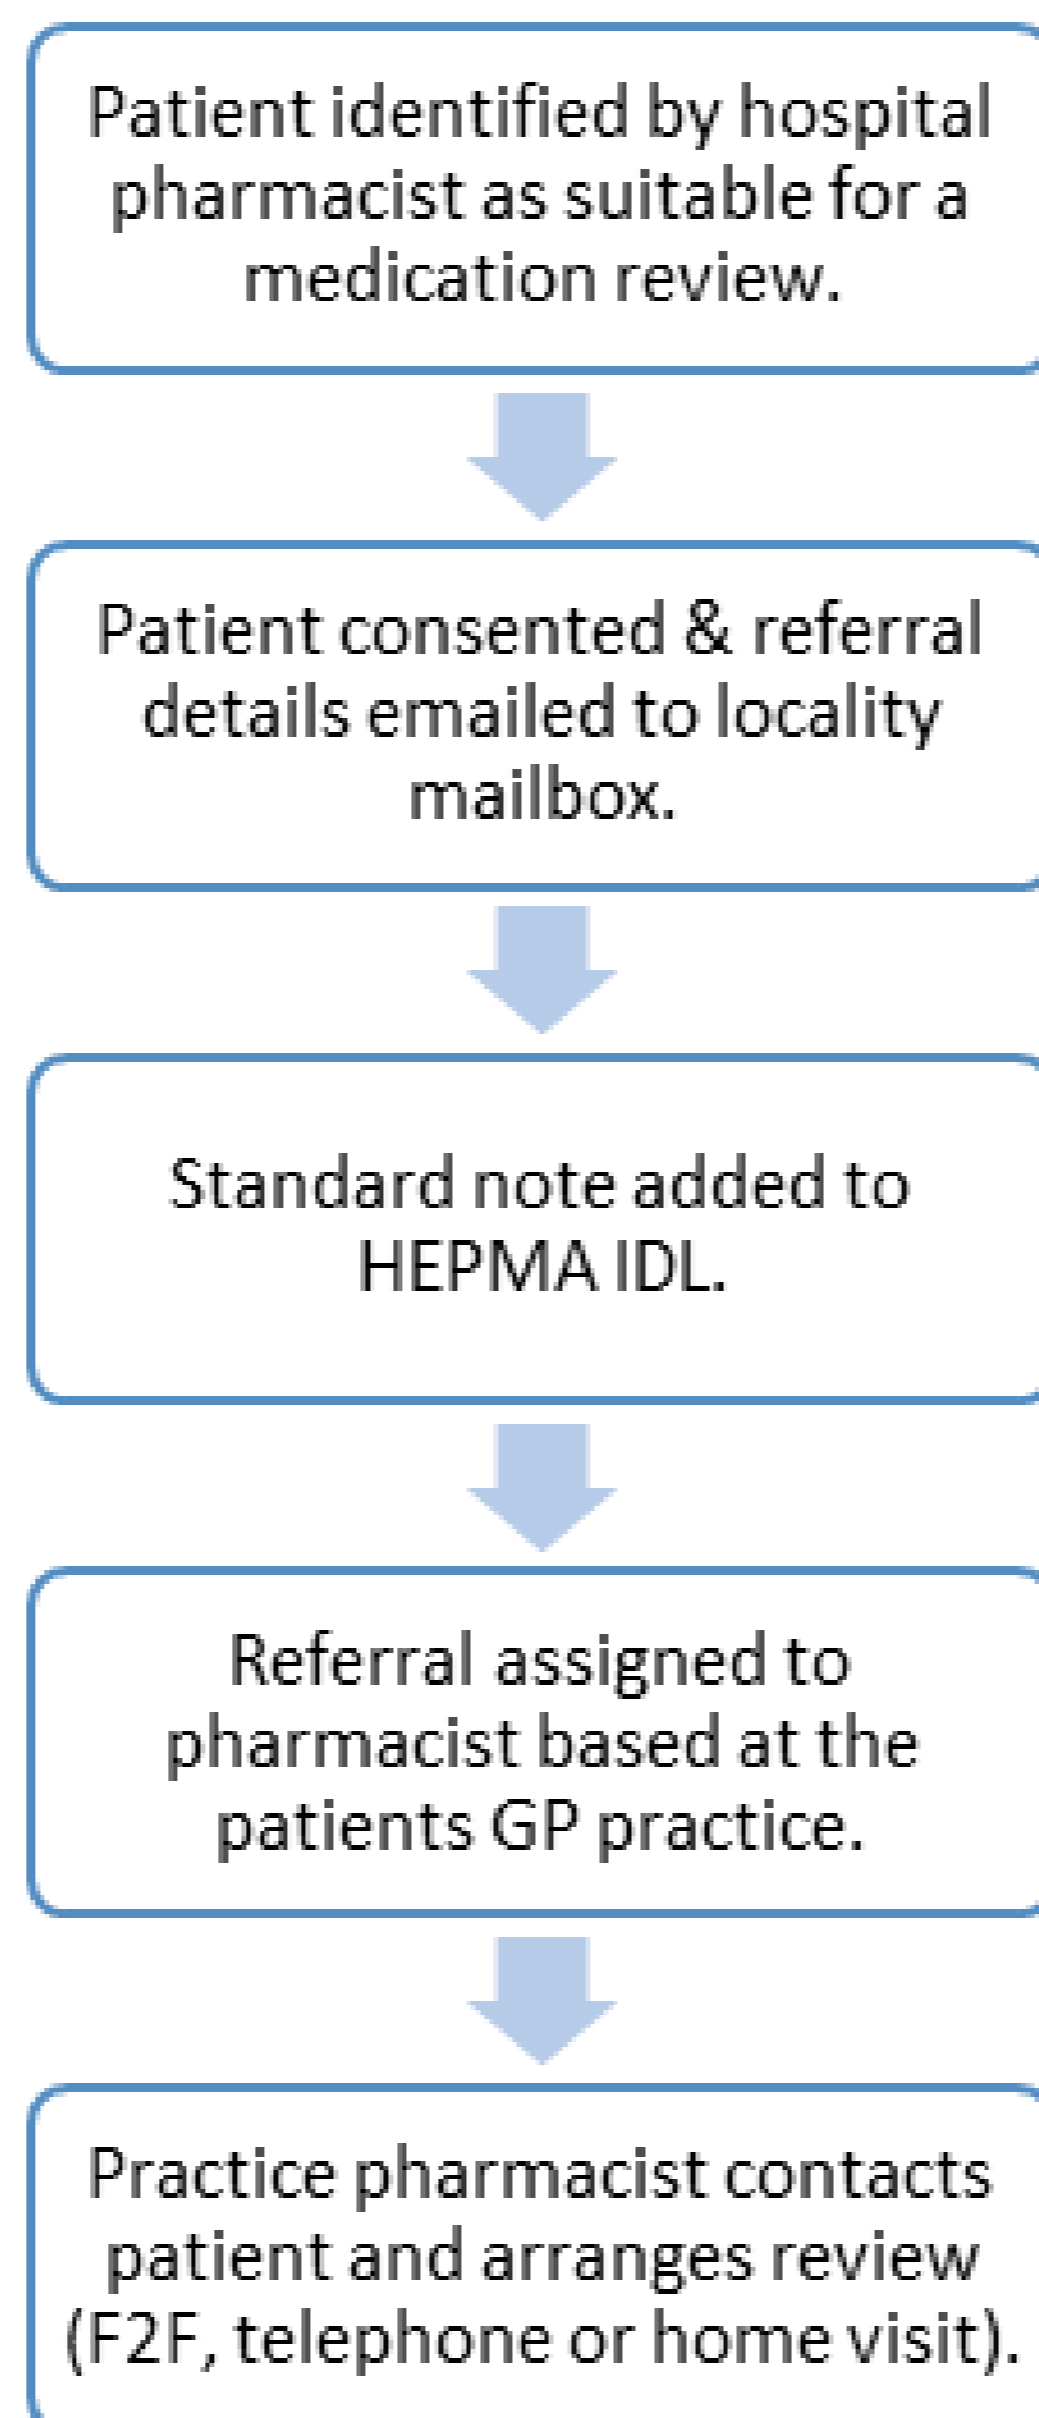 Patient identified by hospital
pharmacist as suitable for a
medication review.
Patient consented & referral
details emailed to locality
mailbox.
Standard note added to
HEPMA IDL.
Referral assigned to
pharmacist based at the
patients GP practice.
Practice pharmacist contacts
patient and arranges review
(F2F, telephone or home visit).